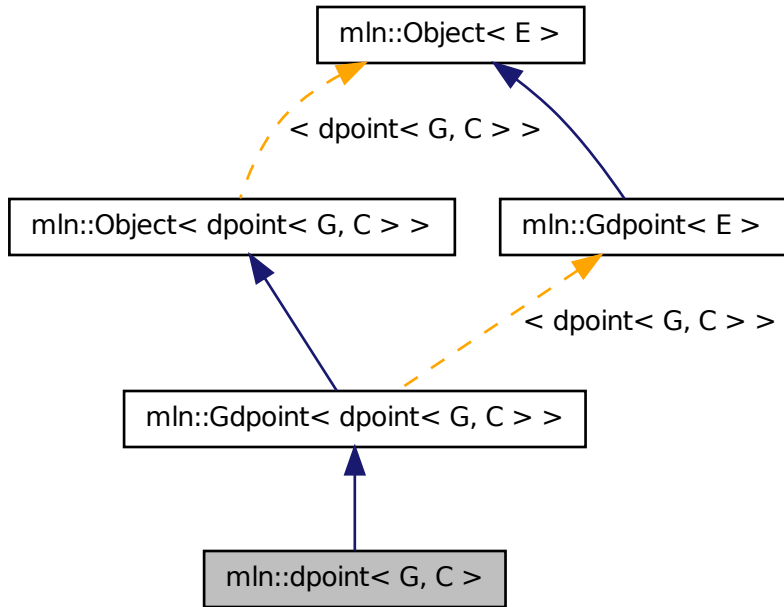 mln::Object< E >
< dpoint< G, C > >
mln::Object< dpoint< G, C > >
mln::Gdpoint< E >
< dpoint< G, C > >
mln::Gdpoint< dpoint< G, C > >
mln::dpoint< G, C >